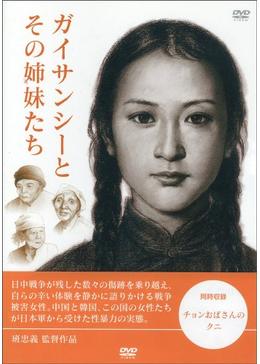 DVD
VIDEO
ガイサンシーと
その姉妹たち
日中戦争が残した数々の傷跡を乗り越え、
自らの辛い体験を静かに語りかける戦争
被害女性。中国と韓国、この国の女性たち
が日本軍から受けた性暴力の実態。
班忠義 監督作品
同時収録
チョンおばさんの
クニ
DVD
VIDEO